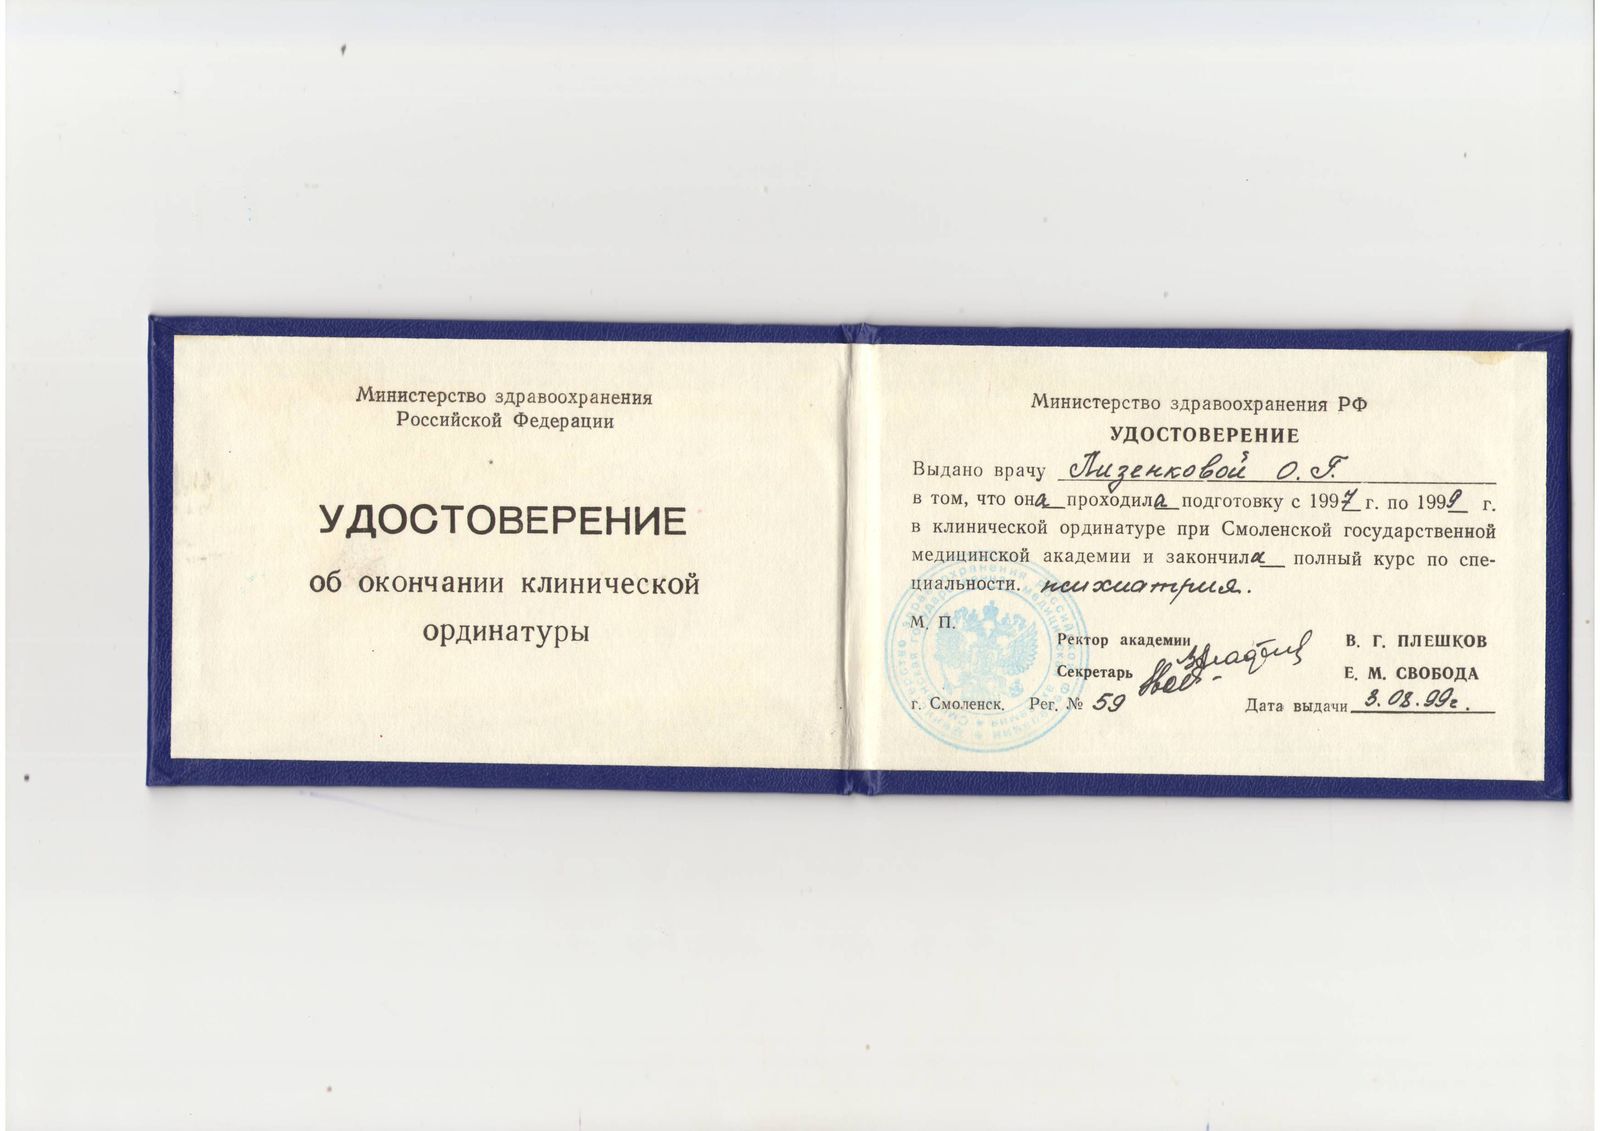 Министерство здравоохранения
Российской Федерации
УДОСТОВЕРЕНИЕ
об окончании клинической
ординатуры
Министерство здравоохранения РФ
УДОСТОВЕРЕНИЕ
Выдано врачу Лизенковой О. Г.
в том, что она проходила подготовку с 1997 г. по 1999 г.
в клинической ординатуре при Смоленской государственной
медицинской академии и закончила полный курс по спе-
циальности. психиатрия.
М. П.
Ректор академии В. Г. ПЛЕШКОВ
Секретарь Е. М. СВОБОДА
г. Смоленск. Рег. № 59 Дата выдачи 3.08.99г.